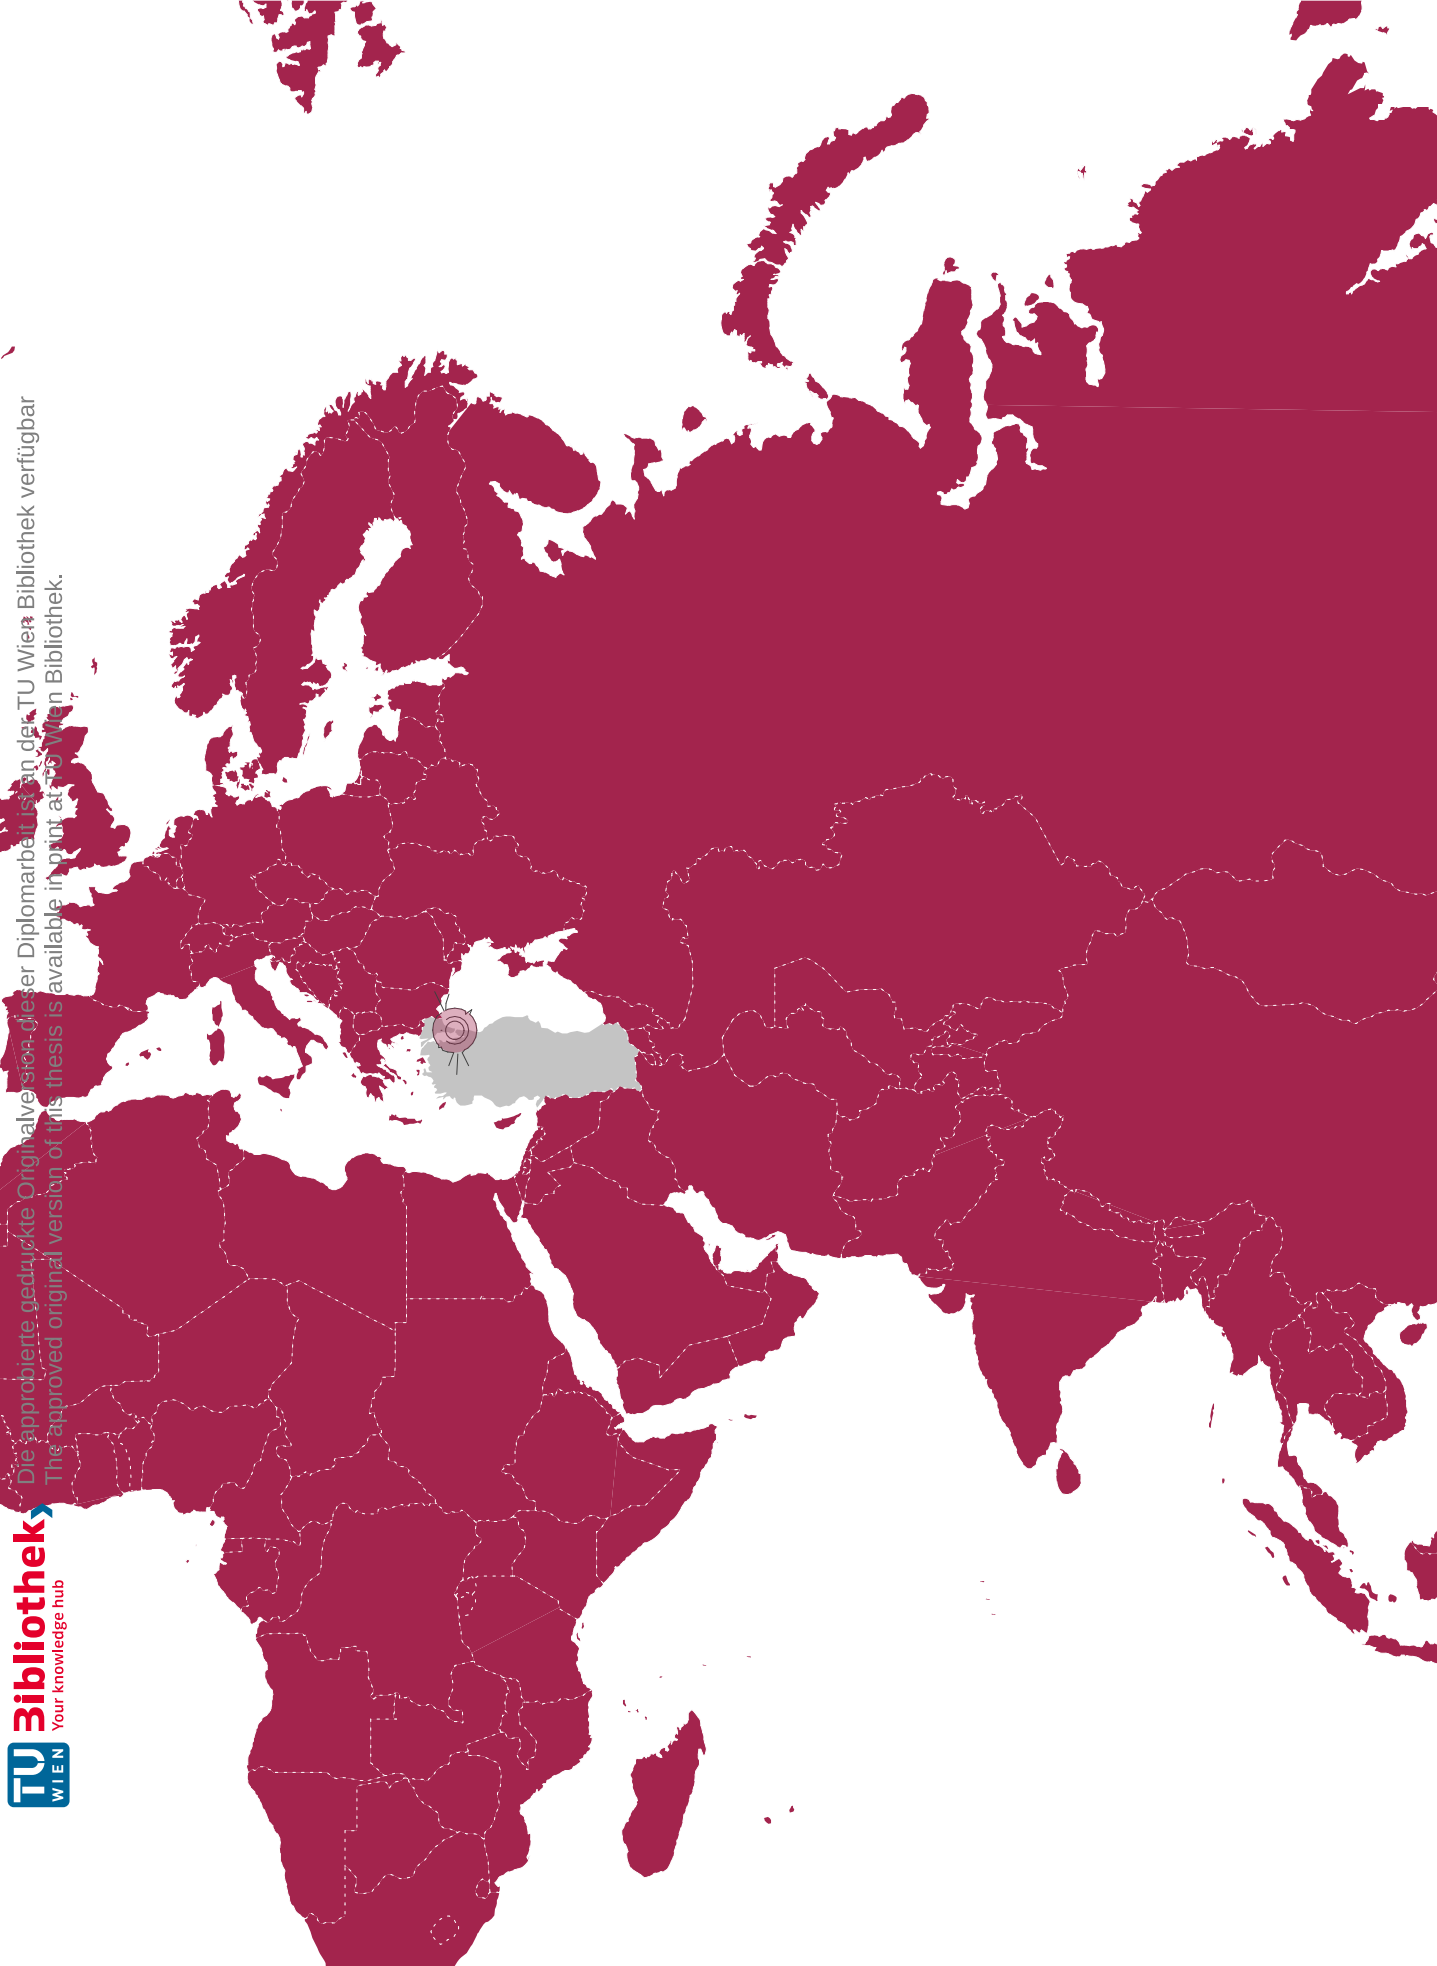 Die approbierte gedruckte Originalversion dieser Diplomarbeit ist an der TU Wien Bibliothek verfügbar
The approved original version of this thesis is available in print at TU Wien Bibliothek.
Bibliothek
Your knowledge hub
TU
WIEN